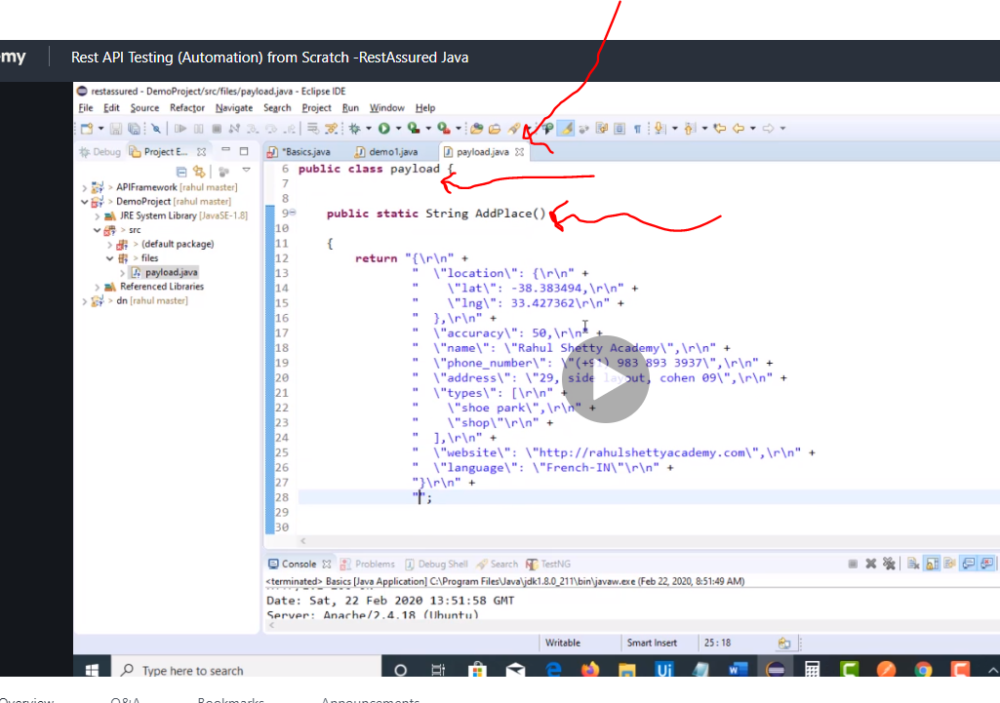 my Rest API Testing (Automation) from Scratch -RestAssured Java
restassured - DemoProject/src/files/payload.java - Eclipse IDE
File Edit Source Refactor Navigate Search Project Run Window Help
Debug Project E... *Basics.java demo1.java payload.java
> APIFramework [rahul master]
> DemoProject [rahul master]
JRE System Library [JavaSE-1.8]
> src
> (default package)
> files
> payload.java
Referenced Libraries
> dn [rahul master]
6 public class payload {
7
8
9 public static String AddPlace()
10
11 {
12 return "{\r\n" +
13 " \"location\": {\r\n" +
14 " \"lat\": -38.383494,\r\n" +
15 " \"lng\": 33.427362\r\n" +
16 " },\r\n" +
17 " \"accuracy\": 50,\r\n" +
18 " \"name\": \"Rahul Shetty Academy\",\r\n" +
19 " \"phone_number\": \"(+91) 983 893 3937\",\r\n" +
20 " \"address\": \"29, side layout, cohen 09\",\r\n" +
21 " \"types\": [\r\n" +
22 " \"shoe park\",\r\n" +
23 " \"shop\"\r\n" +
24 " ],\r\n" +
25 " \"website\": \"http://rahulshettyacademy.com\",\r\n" +
26 " \"language\": \"French-IN\"\r\n" +
27 "}\r\n" +
28 "";
29
30
Console Problems Debug Shell Search TestNG
<terminated> Basics [Java Application] C:\Program Files\Java\jdk1.8.0_211\bin\javaw.exe (Feb 22, 2020, 8:51:49 AM)
Date: Sat, 22 Feb 2020 13:51:58 GMT
Server: Apache/2.4.18 (Ubuntu)
Writable Smart Insert 25 : 18
Type here to search
Overview Q&A Bookmarks Announcements